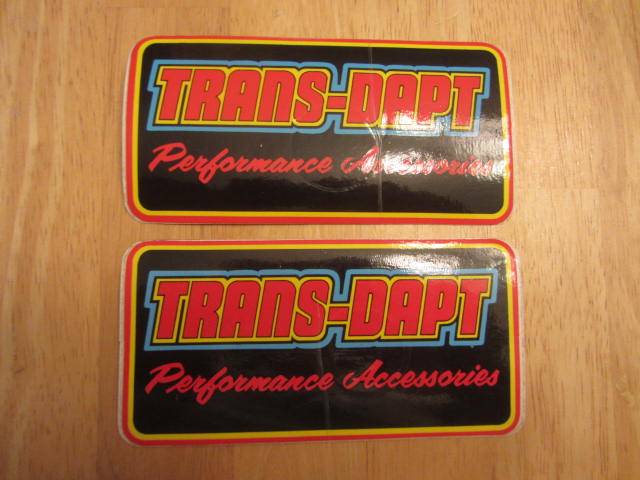 TRANS-DAPT
Performance Accessories
TRANS-DAPT
Performance Accessories